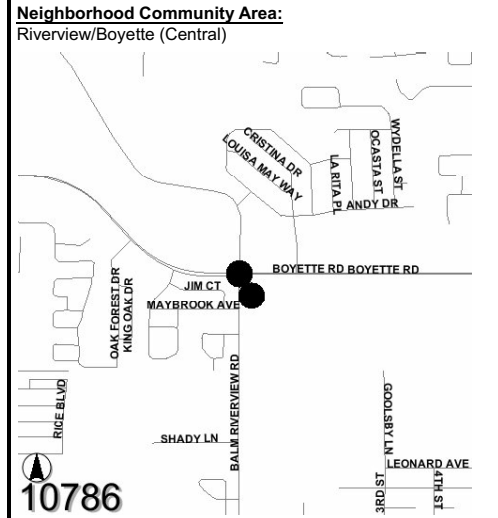 Neighborhood Community Area:
Riverview/Boyette (Central)
CRISTINA DR
LOUISA MAY WAY
LA RITA PL
OCASTA ST
WYDELLA ST
ANDY DR
BOYETTE RD BOYETTE RD
JIM CT
MAYBROOK AVE
OAK FOREST DR
KING OAK DR
BALM RIVERVIEW RD
RICE BLVD
SHADY LN
GOOLSBY LN
LEONARD AVE
3RD ST
4TH ST
10786